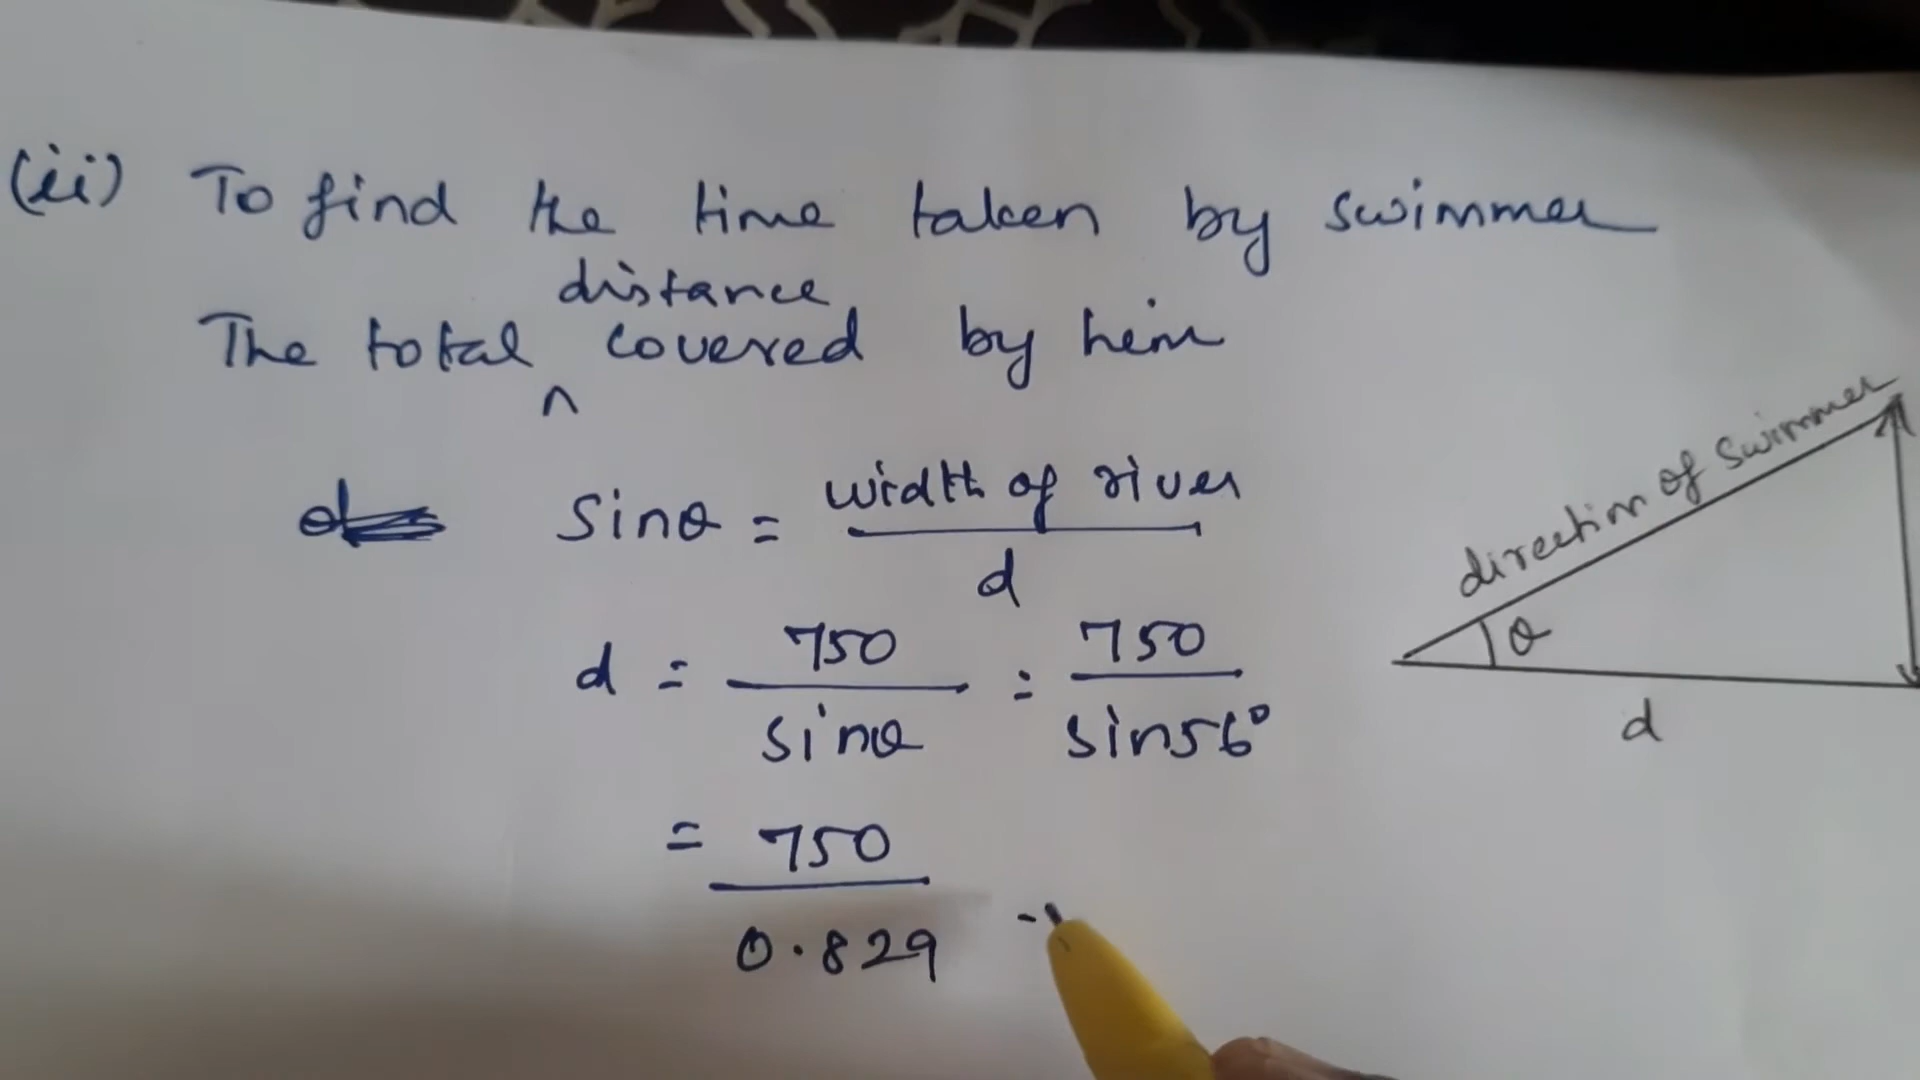 (ii) To find the time taken by swimmer
distance
The total ^ covered by him
d sinθ = width of river / d
d = 750 / sinθ = 750 / sin56°
= 750 / 0.829
direction of swimmer
θ
d